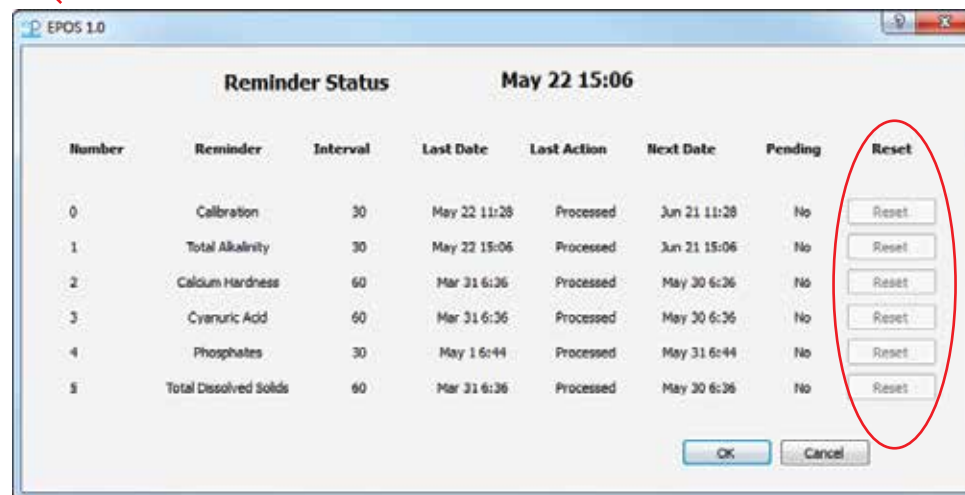 EPOS 1.0
Reminder Status May 22 15:06
Number Reminder Interval Last Date Last Action Next Date Pending Reset
0 Calibration 30 May 22 11:28 Processed Jun 21 11:28 No Reset
1 Total Alkalinity 30 May 22 15:06 Processed Jun 21 15:06 No Reset
2 Calcium Hardness 60 Mar 31 6:36 Processed May 30 6:36 No Reset
3 Cyanuric Acid 60 Mar 31 6:36 Processed May 30 6:36 No Reset
4 Phosphates 30 May 1 6:44 Processed May 31 6:44 No Reset
5 Total Dissolved Solids 60 Mar 31 6:36 Processed May 30 6:36 No Reset
OK Cancel